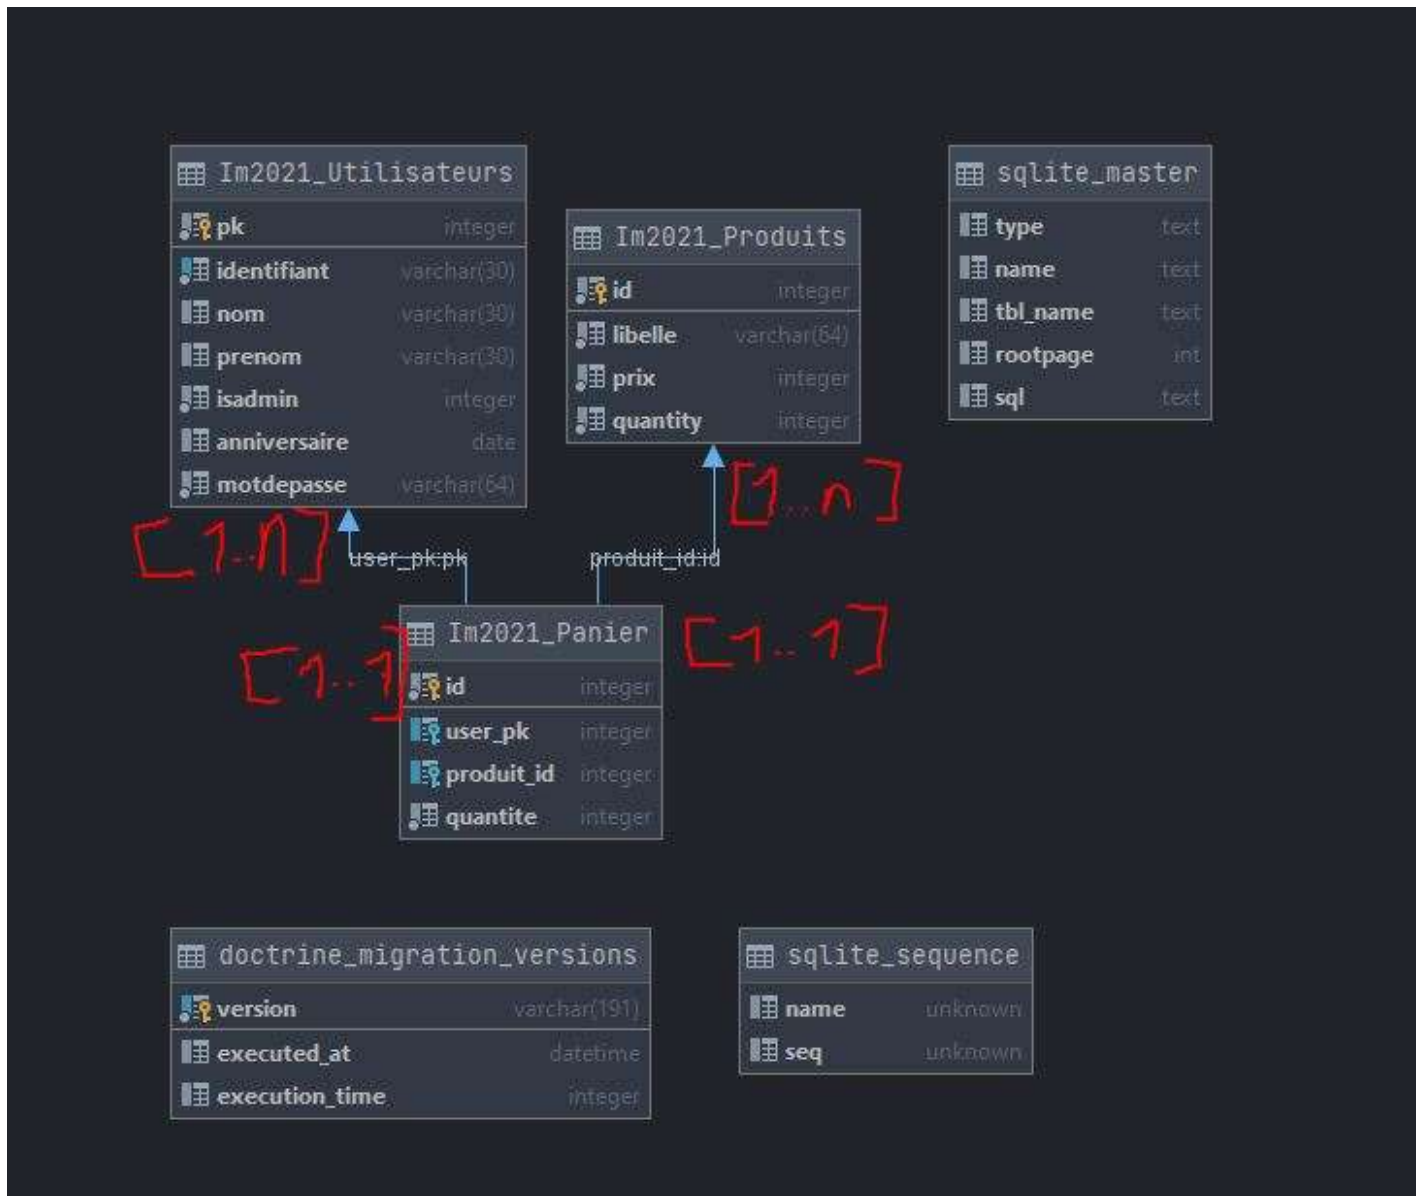 Im2021_Utilisateurs
pk integer
identifiant varchar(30)
nom varchar(30)
prenom varchar(30)
isadmin integer
anniversaire date
motdepasse varchar(64)
Im2021_Produits
id integer
libelle varchar(64)
prix integer
quantity integer
sqlite_master
type text
name text
tbl_name text
rootpage int
sql text
[1..n]
[1..n]
user_pk:pk
produit_id:id
[1..1]
[1..1]
Im2021_Panier
id integer
user_pk integer
produit_id integer
quantite integer
doctrine_migration_versions
version varchar(191)
executed_at datetime
execution_time integer
sqlite_sequence
name unknown
seq unknown